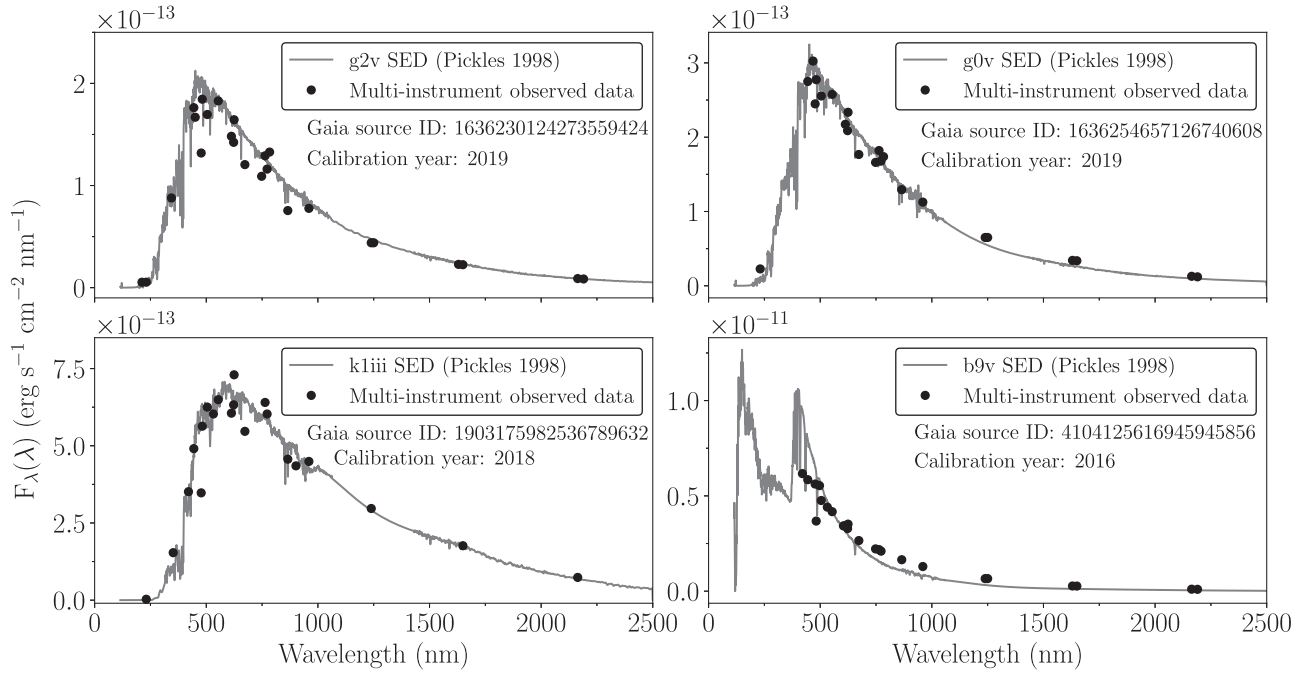 ×10⁻¹³
2
1
0
g2v SED (Pickles 1998)
Multi-instrument observed data
Gaia source ID: 1636230124273559424
Calibration year: 2019
×10⁻¹³
3
2
1
0
g0v SED (Pickles 1998)
Multi-instrument observed data
Gaia source ID: 1636254657126740608
Calibration year: 2019
F_λ(λ) (erg s⁻¹ cm⁻² nm⁻¹)
×10⁻¹³
7.5
5.0
2.5
0.0
k1iii SED (Pickles 1998)
Multi-instrument observed data
Gaia source ID: 1903175982536789632
Calibration year: 2018
0 500 1000 1500 2000 2500
Wavelength (nm)
×10⁻¹¹
1.0
0.5
0.0
b9v SED (Pickles 1998)
Multi-instrument observed data
Gaia source ID: 4104125616945945856
Calibration year: 2016
0 500 1000 1500 2000 2500
Wavelength (nm)